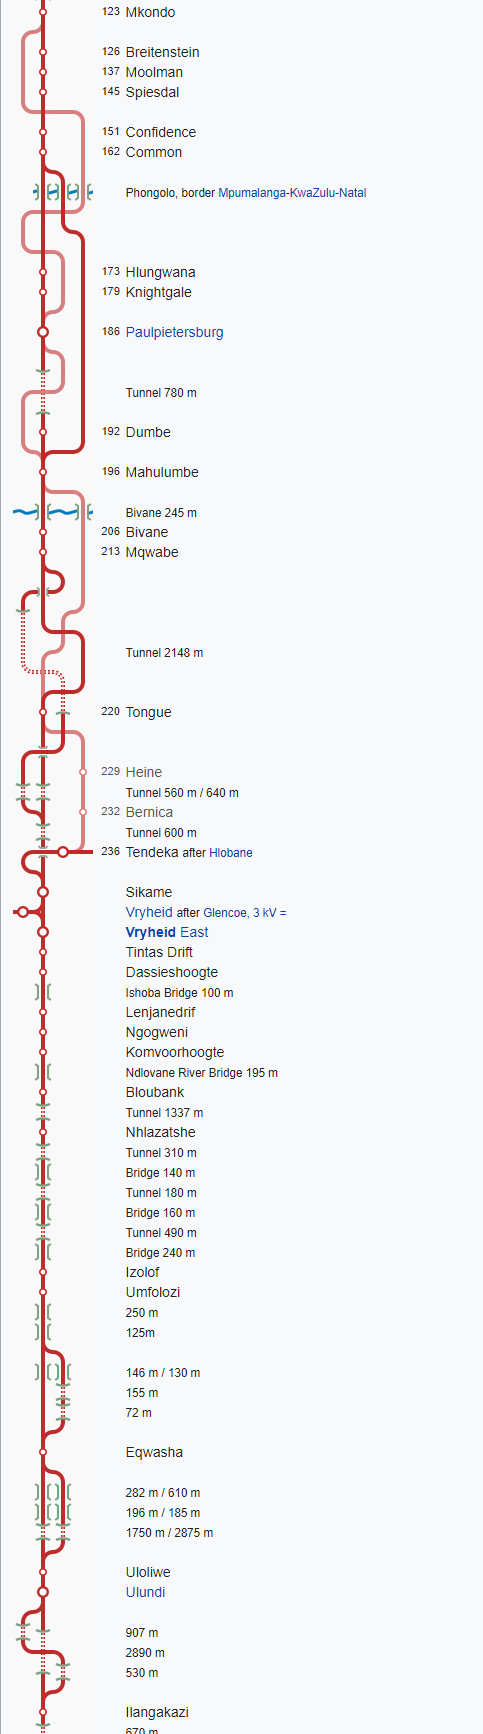 123 Mkondo
126 Breitenstein
137 Moolman
145 Spiesdal
151 Confidence
162 Common
Phongolo, border Mpumalanga-KwaZulu-Natal
173 Hlungwana
179 Knightgale
186 Paulpietersburg
Tunnel 780 m
192 Dumbe
196 Mahulumbe
Bivane 245 m
206 Bivane
213 Mqwabe
Tunnel 2148 m
220 Tongue
229 Heine
Tunnel 560 m / 640 m
232 Bernica
Tunnel 600 m
236 Tendeka after Hlobane
Sikame
Vryheid after Glencoe, 3 kV =
Vryheid East
Tintas Drift
Dassieshoogte
Ishoba Bridge 100 m
Lenjanedrif
Ngogweni
Komvoorhoogte
Ndlovane River Bridge 195 m
Bloubank
Tunnel 1337 m
Nhlazatshe
Tunnel 310 m
Bridge 140 m
Tunnel 180 m
Bridge 160 m
Tunnel 490 m
Bridge 240 m
Izolof
Umfolozi
250 m
125m
146 m / 130 m
155 m
72 m
Eqwasha
282 m / 610 m
196 m / 185 m
1750 m / 2875 m
Uloliwe
Ulundi
907 m
2890 m
530 m
Ilangakazi
670 m